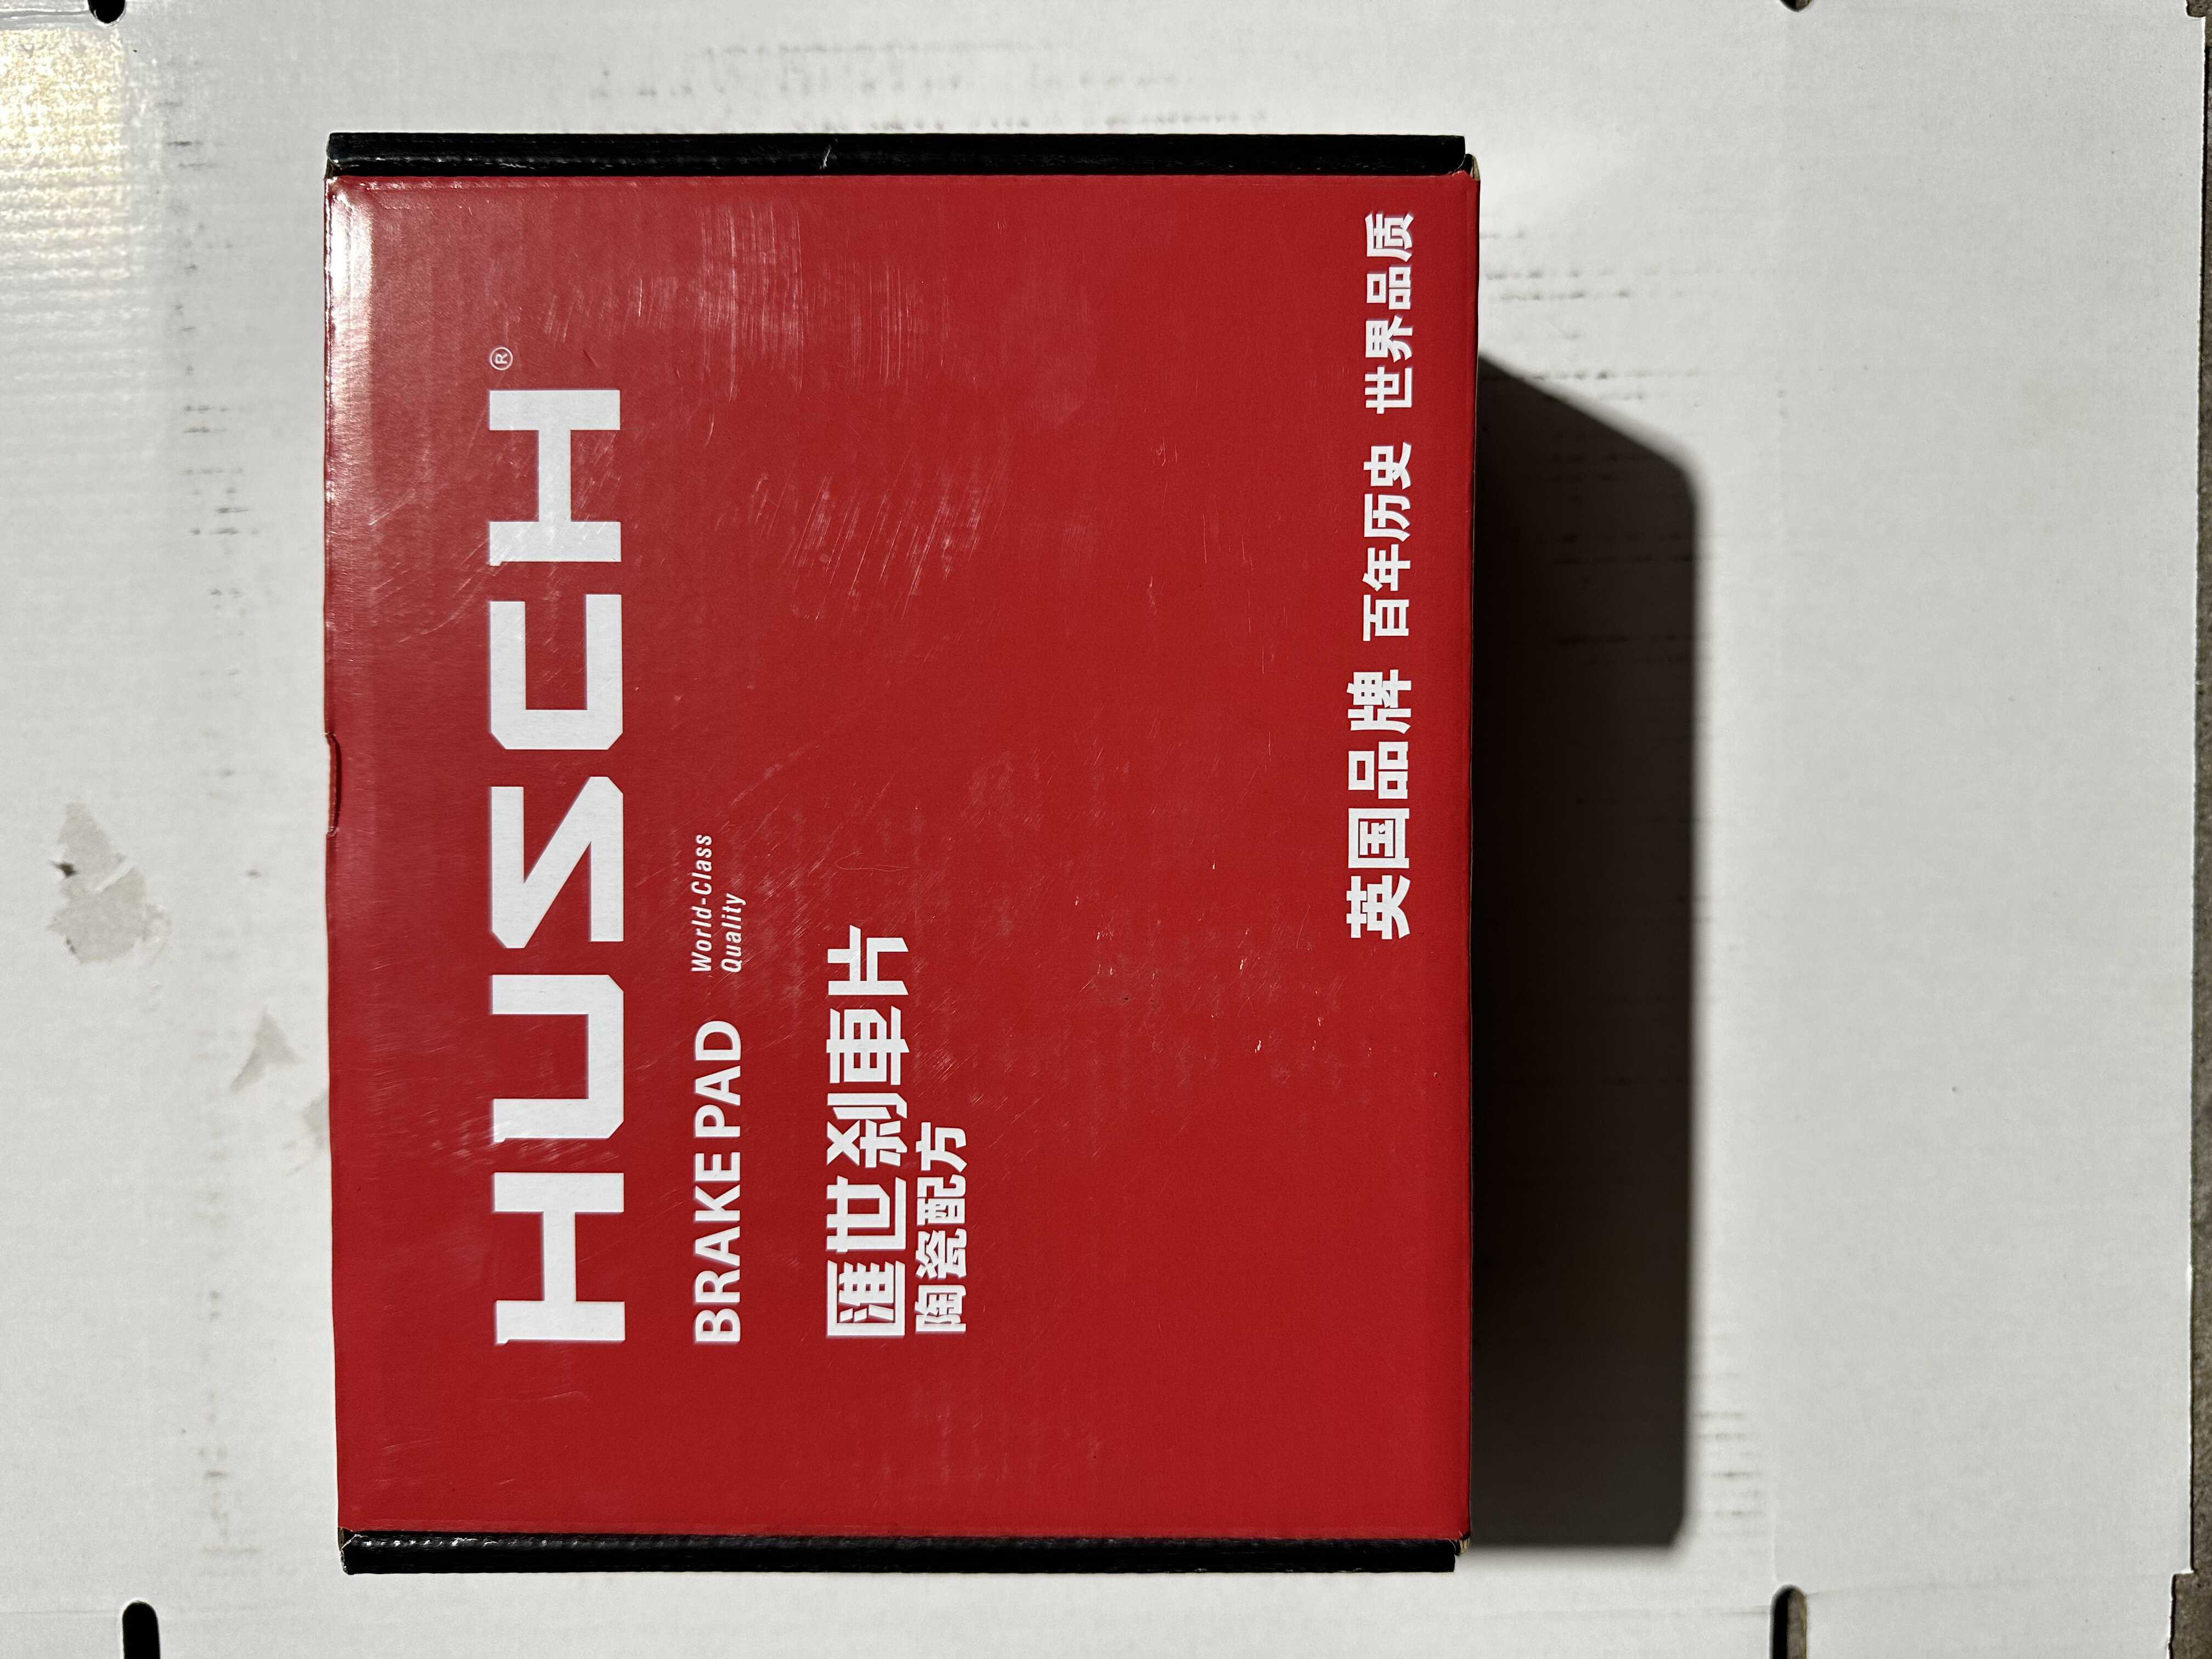 HUSCH®
BRAKE PAD World-Class
Quality
匯世刹車片
陶瓷配方
英国品牌 百年历史 世界品质